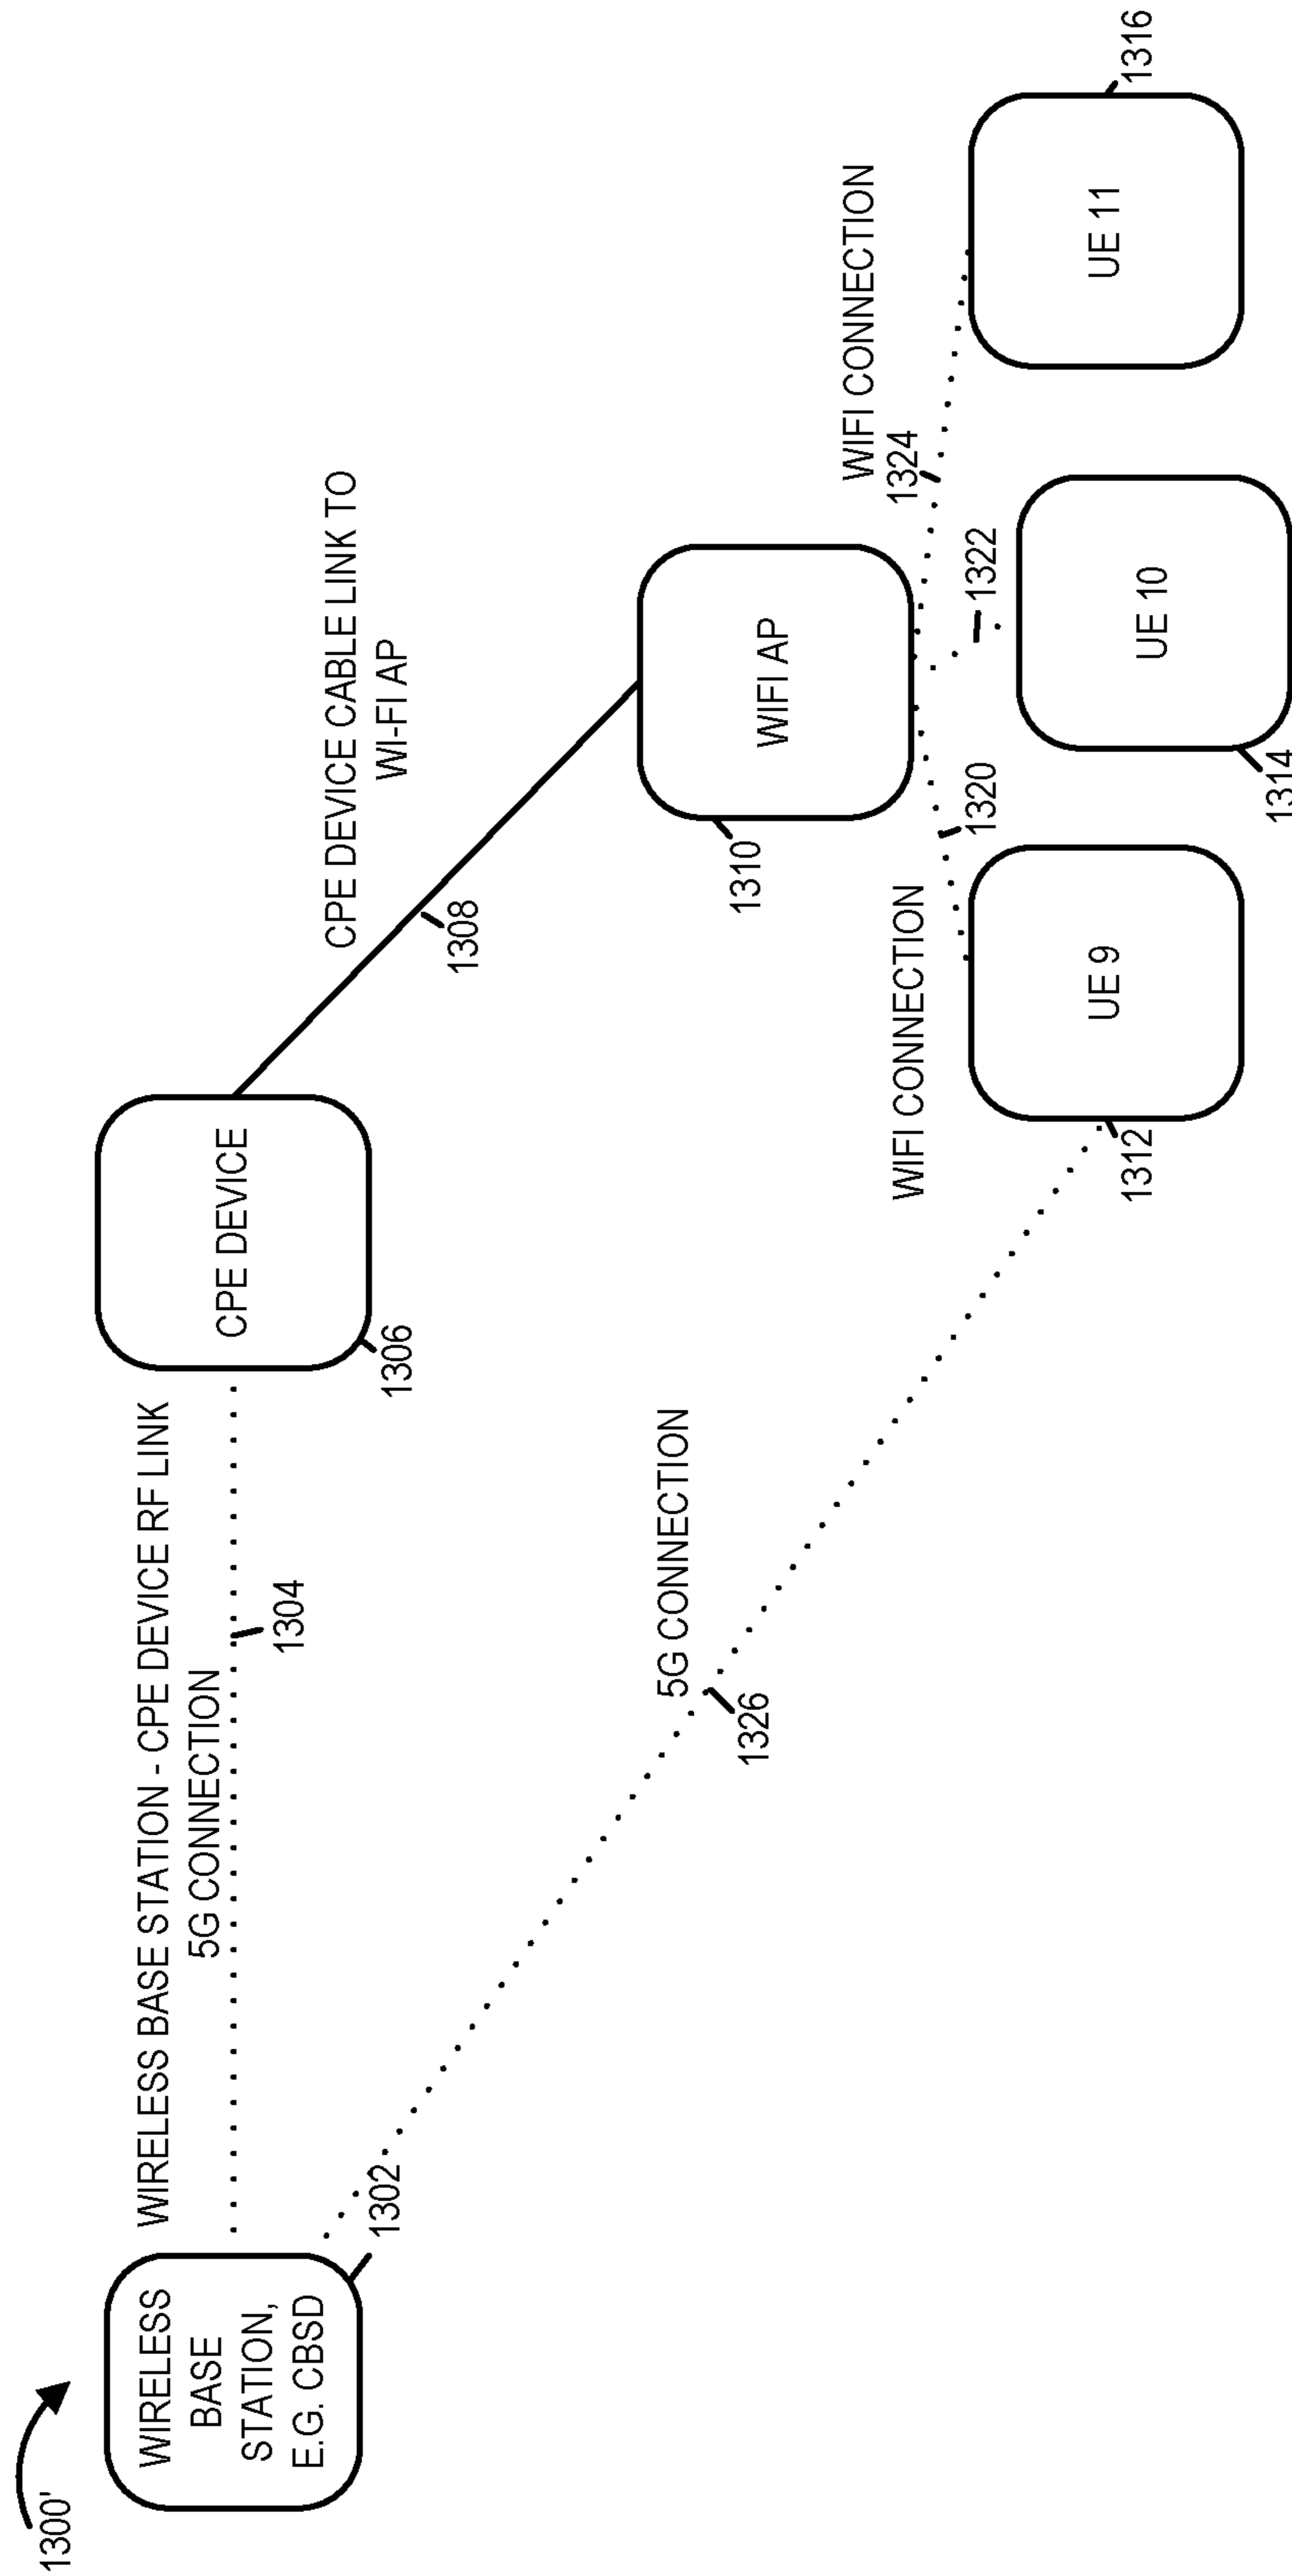 1300'
WIRELESS
BASE
STATION,
E.G. CBSD
1302
WIRELESS BASE STATION - CPE DEVICE RF LINK
5G CONNECTION
1304
CPE DEVICE
1306
CPE DEVICE CABLE LINK TO
WI-FI AP
1308
5G CONNECTION
1326
WIFI AP
1310
WIFI CONNECTION
1320
1322
WIFI CONNECTION
1324
UE 9
1312
UE 10
1314
UE 11
1316